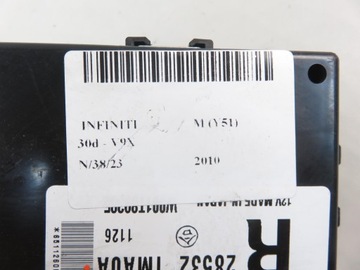 INFINITI M (Y51)
30d - V9X
N/38/23 2010
12V MADE IN JAPAN
1126
28532 1MA0A